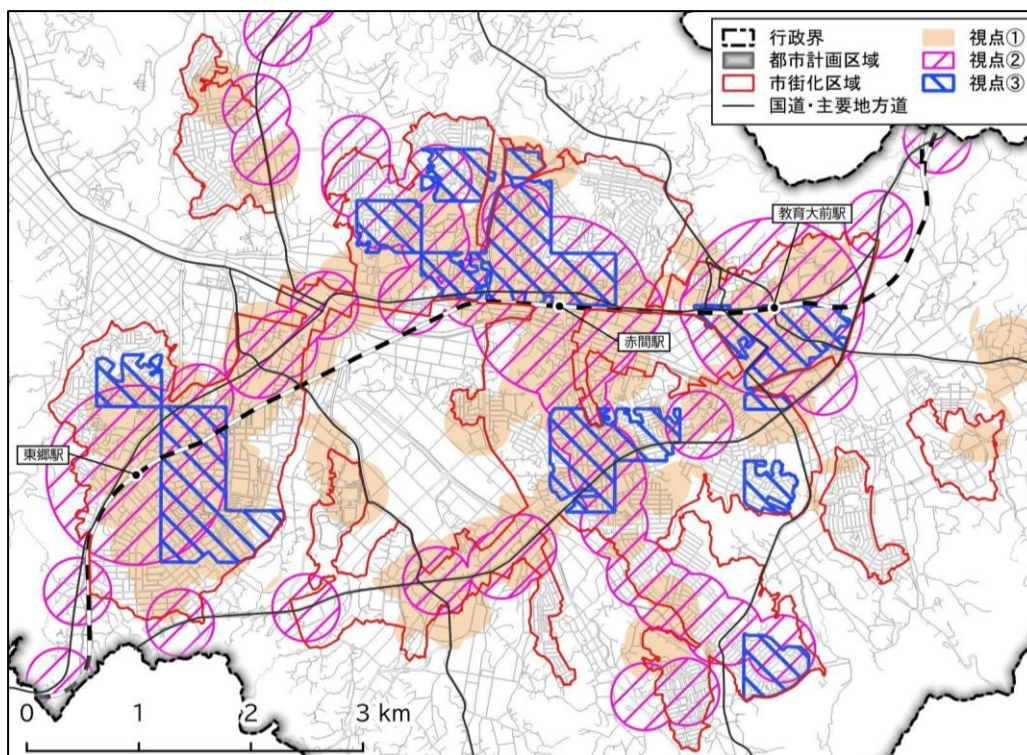 行政界
都市計画区域
市街化区域
国道・主要地方道
視点①
視点②
視点③
教育大前駅
赤間駅
東郷駅
0 1 2 3 km